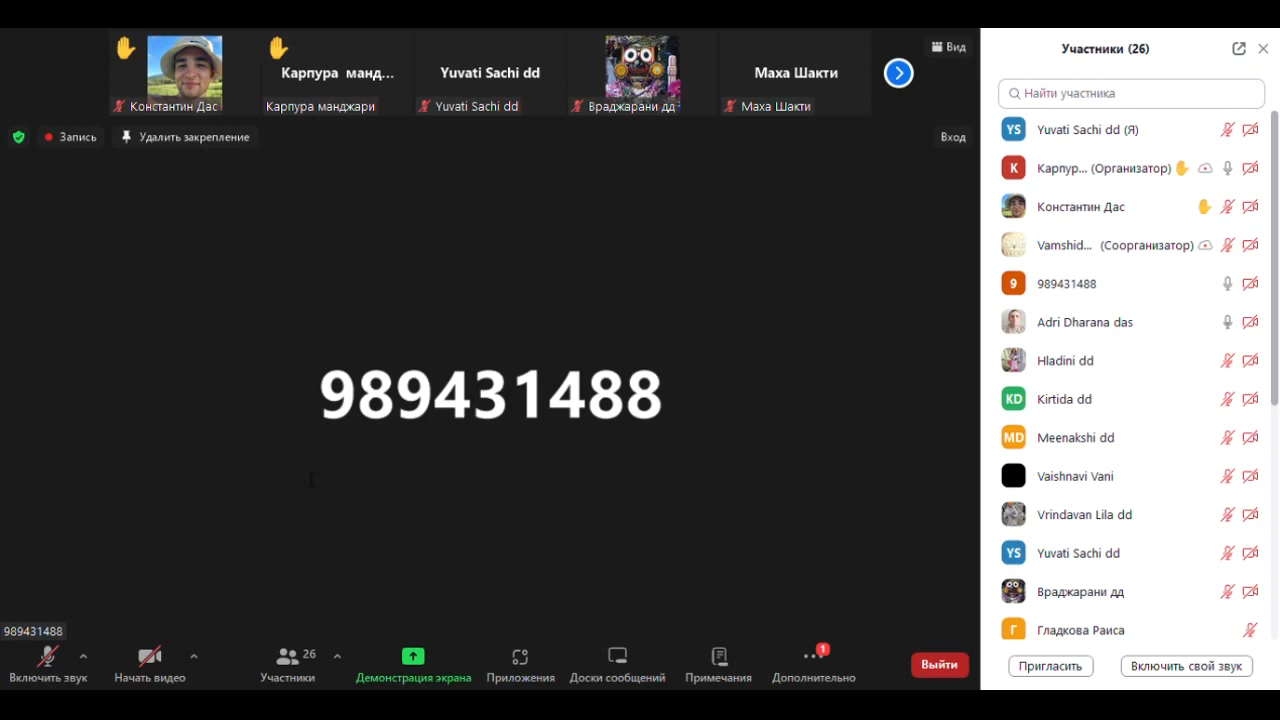 Константин Дас
Карпура манд...
Карпура манджари
Yuvati Sachi dd
Yuvati Sachi dd
Враджарани дд
Маха Шакти
Маха Шакти
Вид
Запись
Удалить закрепление
Вход
989431488
989431488
Включить звук
Начать видео
26
Участники
Демонстрация экрана
Приложения
Доски сообщений
Примечания
1
Дополнительно
Выйти
Участники (26)
Найти участника
YS Yuvati Sachi dd (Я)
К Карпур... (Организатор)
Константин Дас
Vamshid... (Соорганизатор)
9 989431488
Adri Dharana das
Hladini dd
KD Kirtida dd
MD Meenakshi dd
Vaishnavi Vani
Vrindavan Lila dd
YS Yuvati Sachi dd
Враджарани дд
Г Гладкова Раиса
Пригласить
Включить свой звук